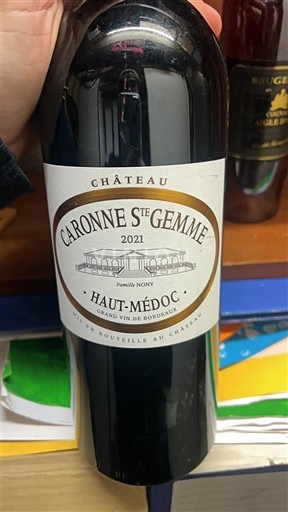 CHÂTEAU
CARONNE STE GEMME
2021
Famille NONY
· HAUT-MÉDOC ·
GRAND VIN DE BORDEAUX
MIS EN BOUTEILLE AU CHÂTEAU